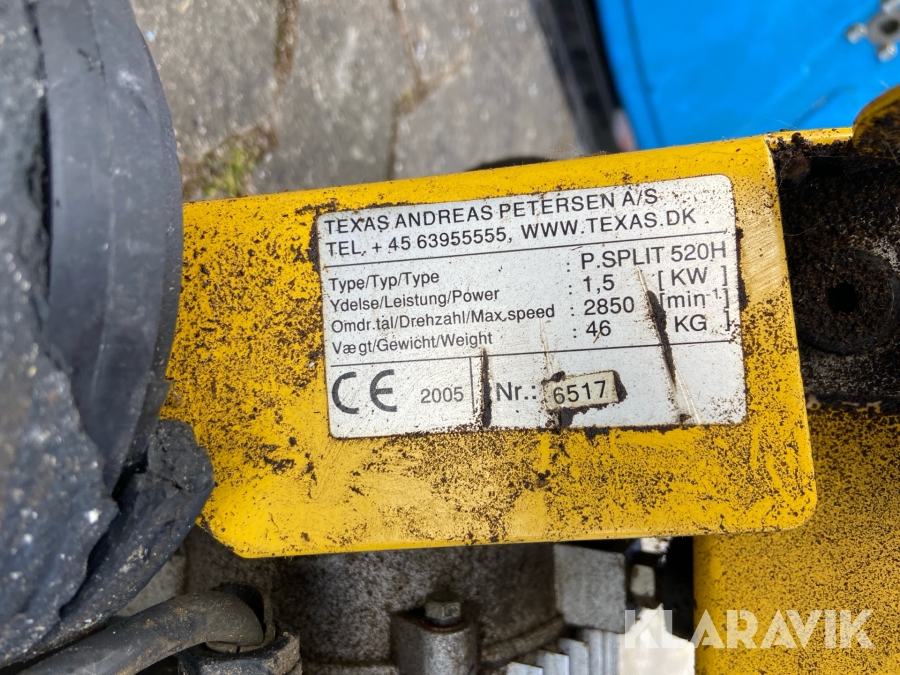 TEXAS ANDREAS PETERSEN A/S
TEL. + 45 63955555, WWW.TEXAS.DK
Type/Typ/Type : P.SPLIT 520H
Ydelse/Leistung/Power : 1,5 [ KW ]
Omdr.tal/Drehzahl/Max.speed : 2850 [min-¹]
Vægt/Gewicht/Weight : 46 [ KG ]
CE 2005 Nr.: 6517
KLARAVIK